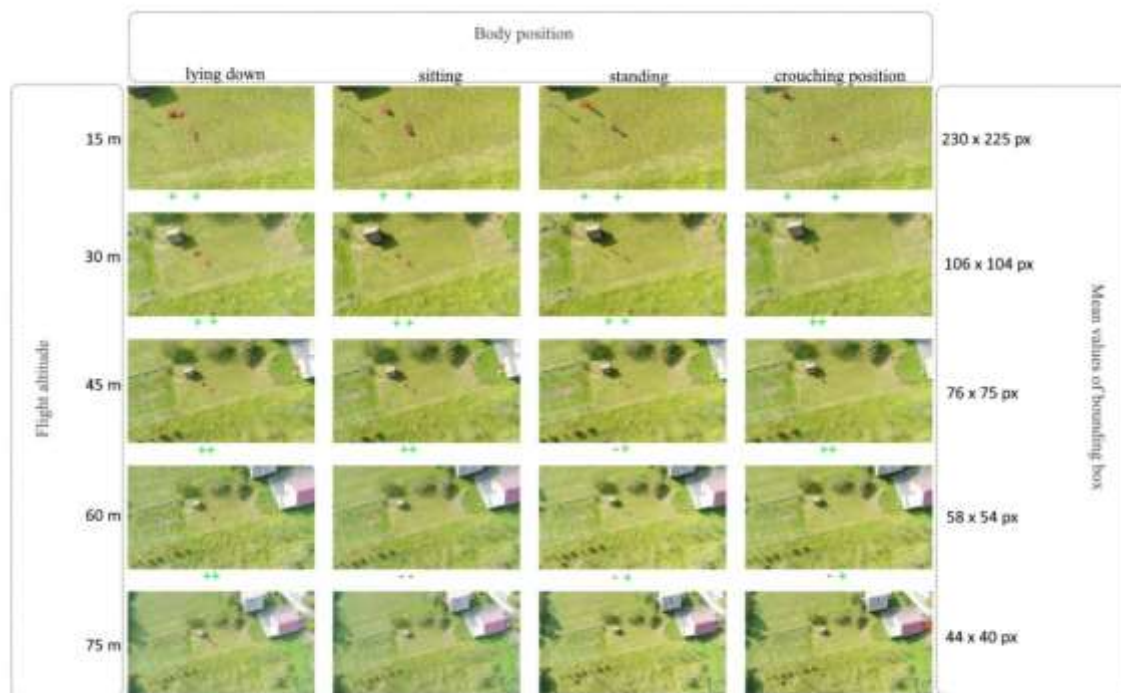 Body position
lying down sitting standing crouching position
15 m 230 x 225 px
+ + + + + + + +
30 m 106 x 104 px
+ + + + + + ++
45 m 76 x 75 px
++ ++ - + ++
60 m 58 x 54 px
++ - - - + - +
75 m 44 x 40 px
Flight altitude
Mean values of bounding box